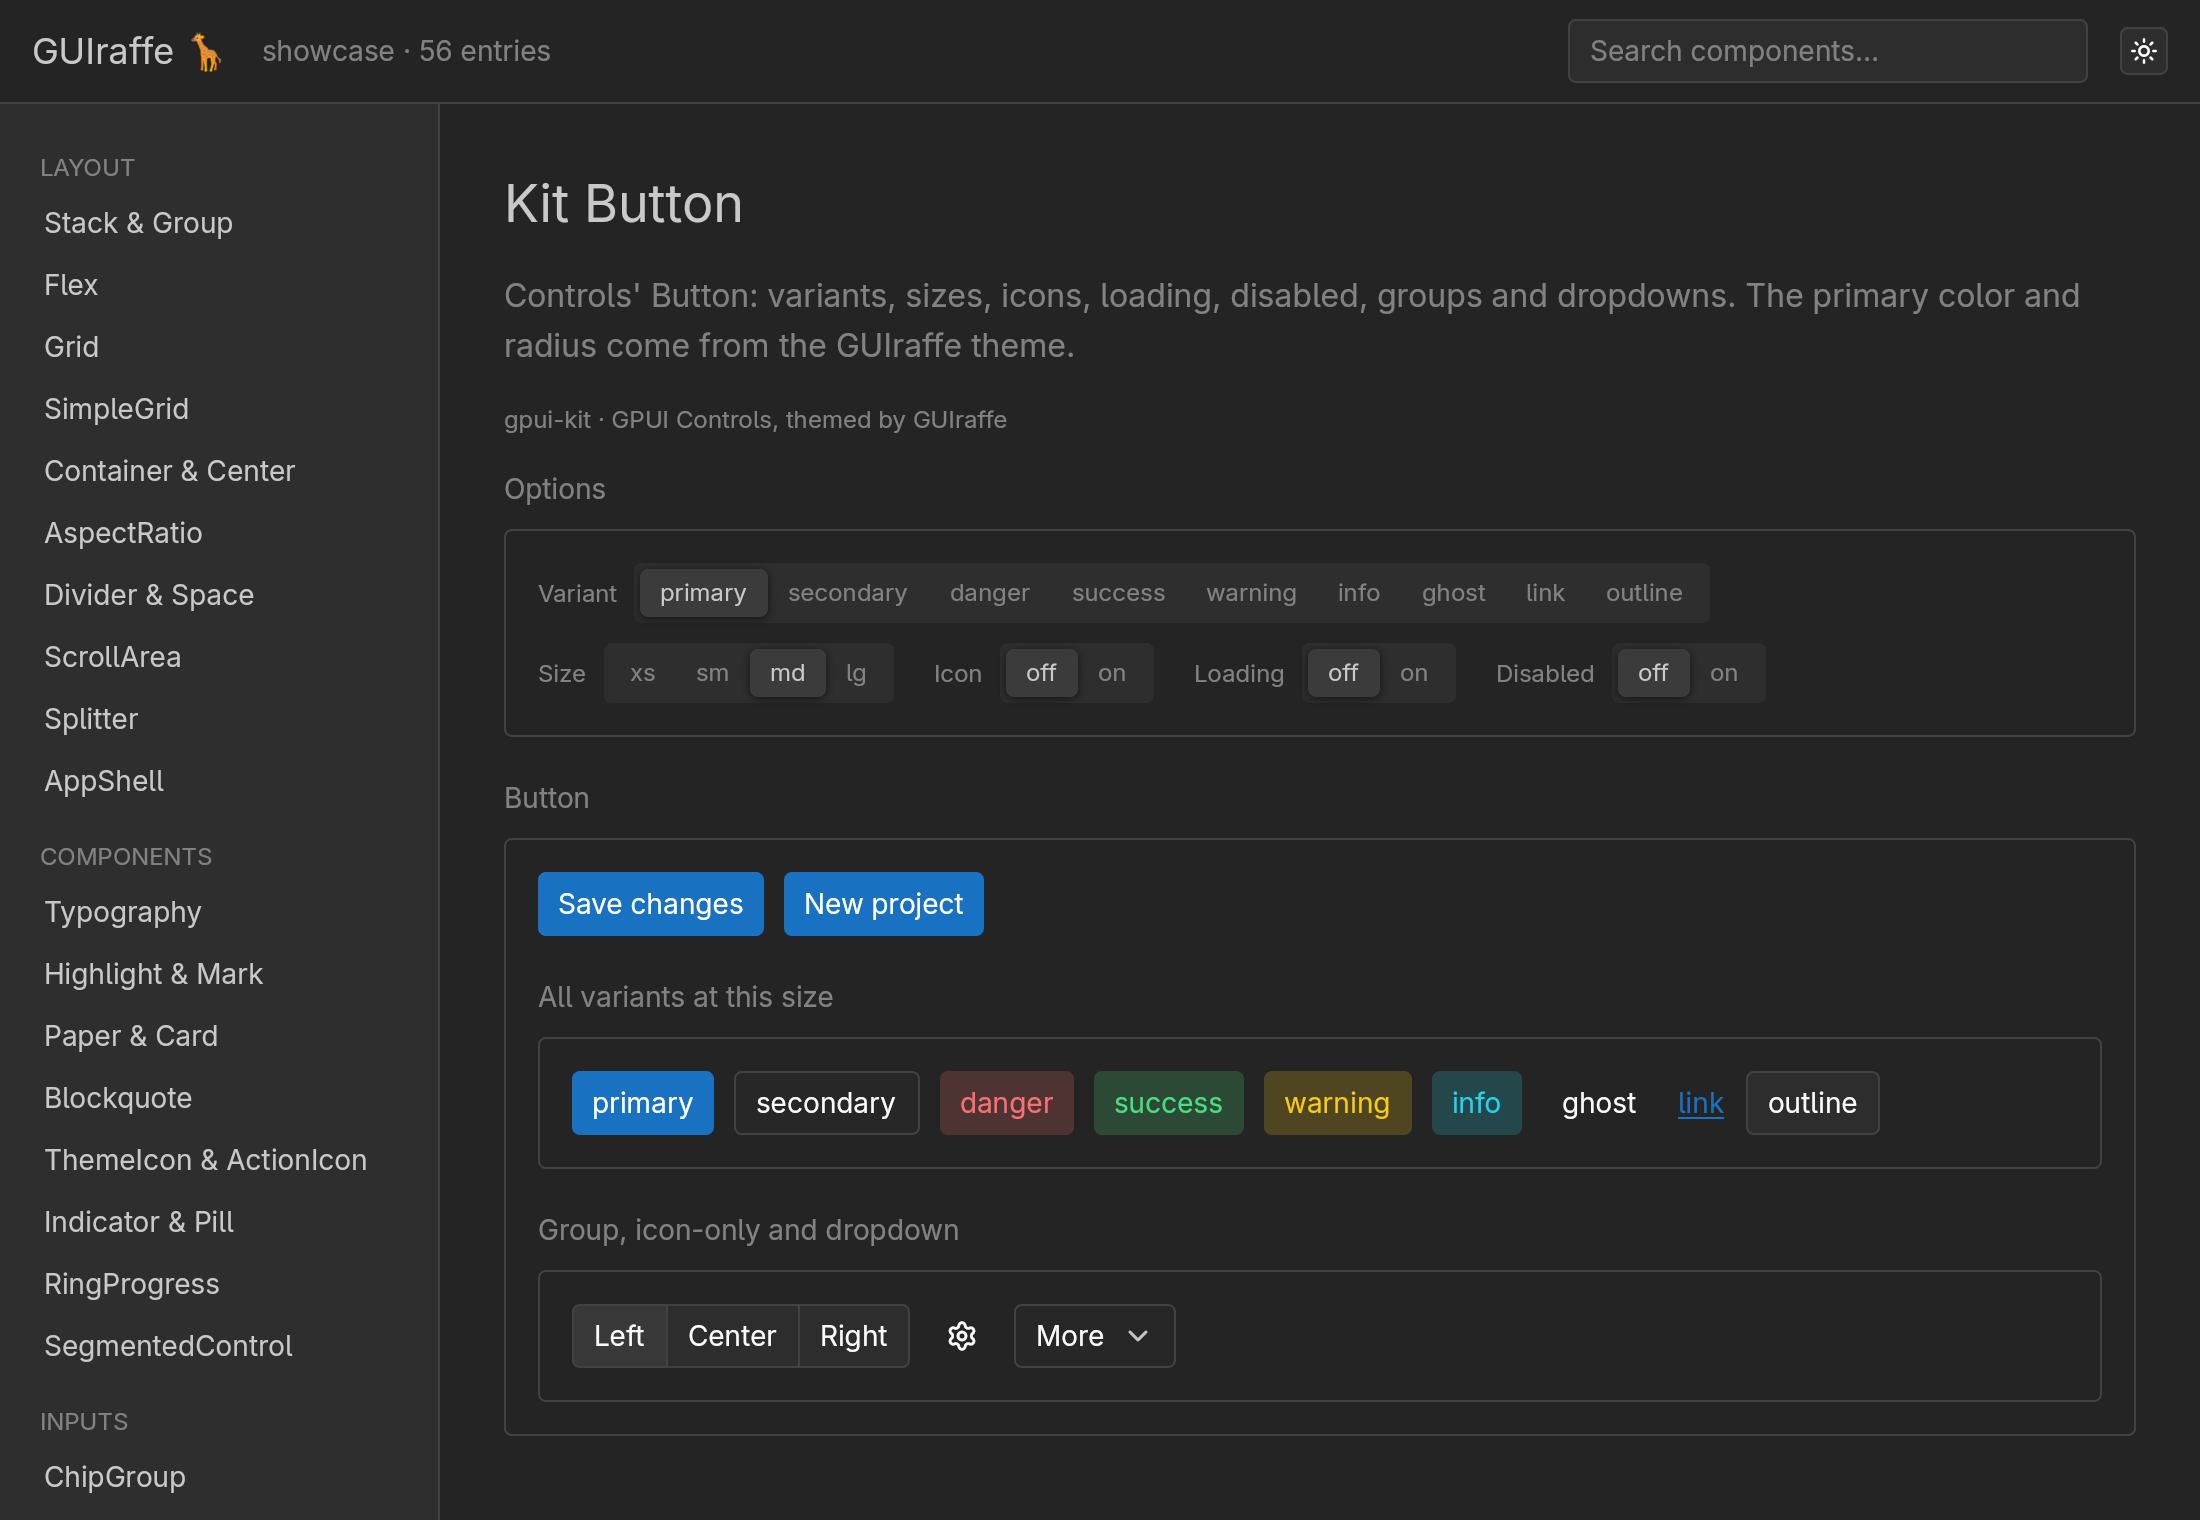 GUIraffe 🦒 showcase · 56 entries Search components...
LAYOUT
Stack & Group
Flex
Grid
SimpleGrid
Container & Center
AspectRatio
Divider & Space
ScrollArea
Splitter
AppShell
COMPONENTS
Typography
Highlight & Mark
Paper & Card
Blockquote
ThemeIcon & ActionIcon
Indicator & Pill
RingProgress
SegmentedControl
INPUTS
ChipGroup
Kit Button
Controls' Button: variants, sizes, icons, loading, disabled, groups and dropdowns. The primary color and
radius come from the GUIraffe theme.
gpui-kit · GPUI Controls, themed by GUIraffe
Options
Variant primary secondary danger success warning info ghost link outline
Size xs sm md lg Icon off on Loading off on Disabled off on
Button
Save changes New project
All variants at this size
primary secondary danger success warning info ghost link outline
Group, icon-only and dropdown
Left Center Right More